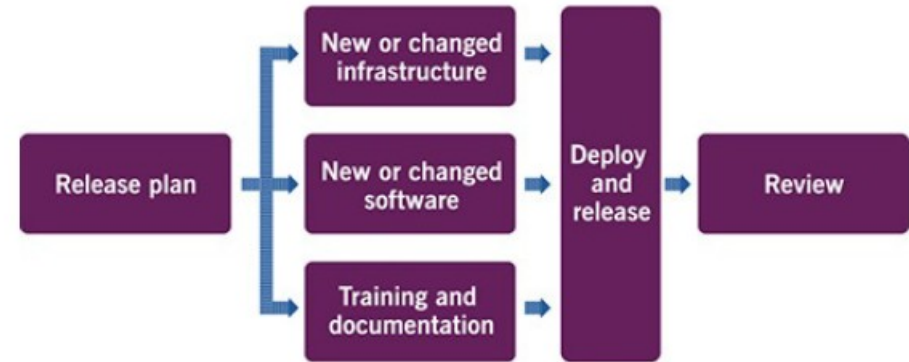 Release plan
New or changed
infrastructure
New or changed
software
Training and
documentation
Deploy
and
release
Review